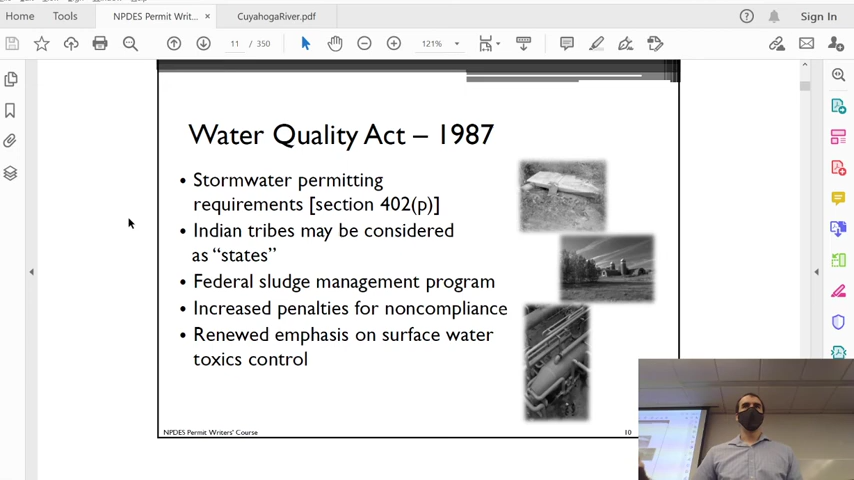 Home Tools NPDES Permit Writ... × CuyahogaRiver.pdf Sign In
11 / 350 121%
Water Quality Act – 1987
• Stormwater permitting
requirements [section 402(p)]
• Indian tribes may be considered
as “states”
• Federal sludge management program
• Increased penalties for noncompliance
• Renewed emphasis on surface water
toxics control
NPDES Permit Writers' Course 10